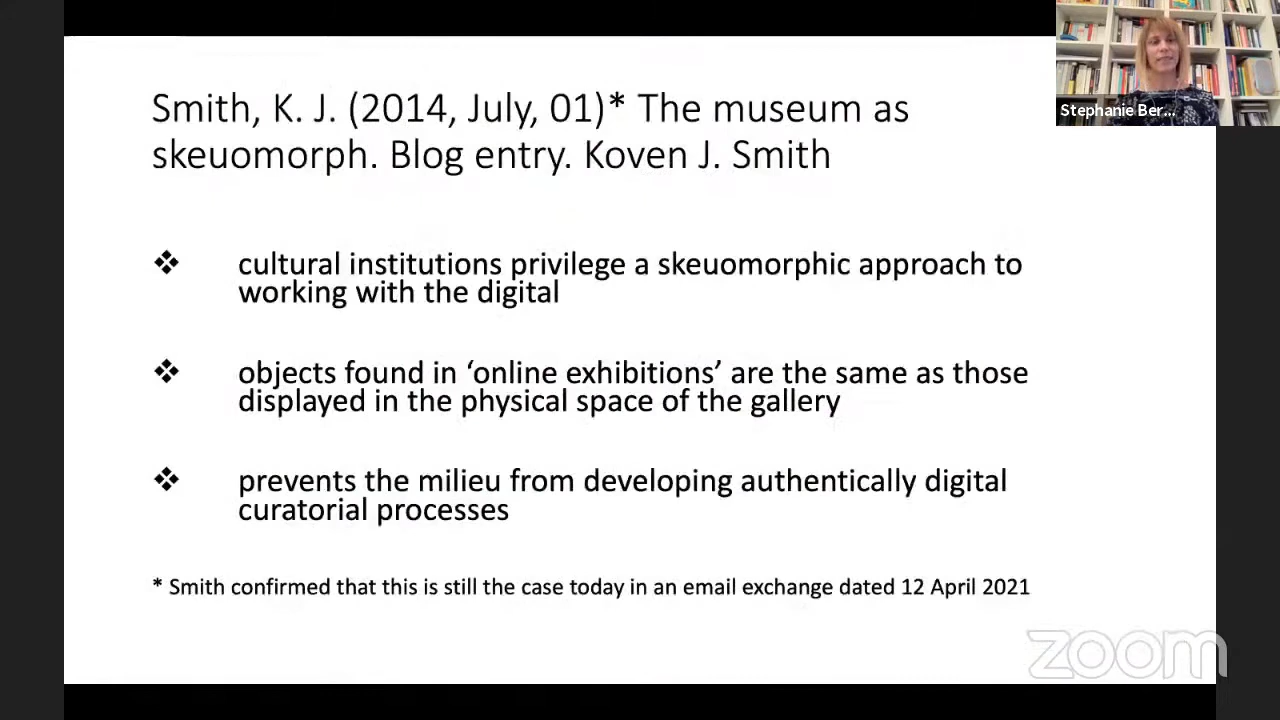 Smith, K. J. (2014, July, 01)* The museum as
skeuomorph. Blog entry. Koven J. Smith
Stephanie Ber...
❖ cultural institutions privilege a skeuomorphic approach to
working with the digital
❖ objects found in ‘online exhibitions’ are the same as those
displayed in the physical space of the gallery
❖ prevents the milieu from developing authentically digital
curatorial processes
* Smith confirmed that this is still the case today in an email exchange dated 12 April 2021
zoom